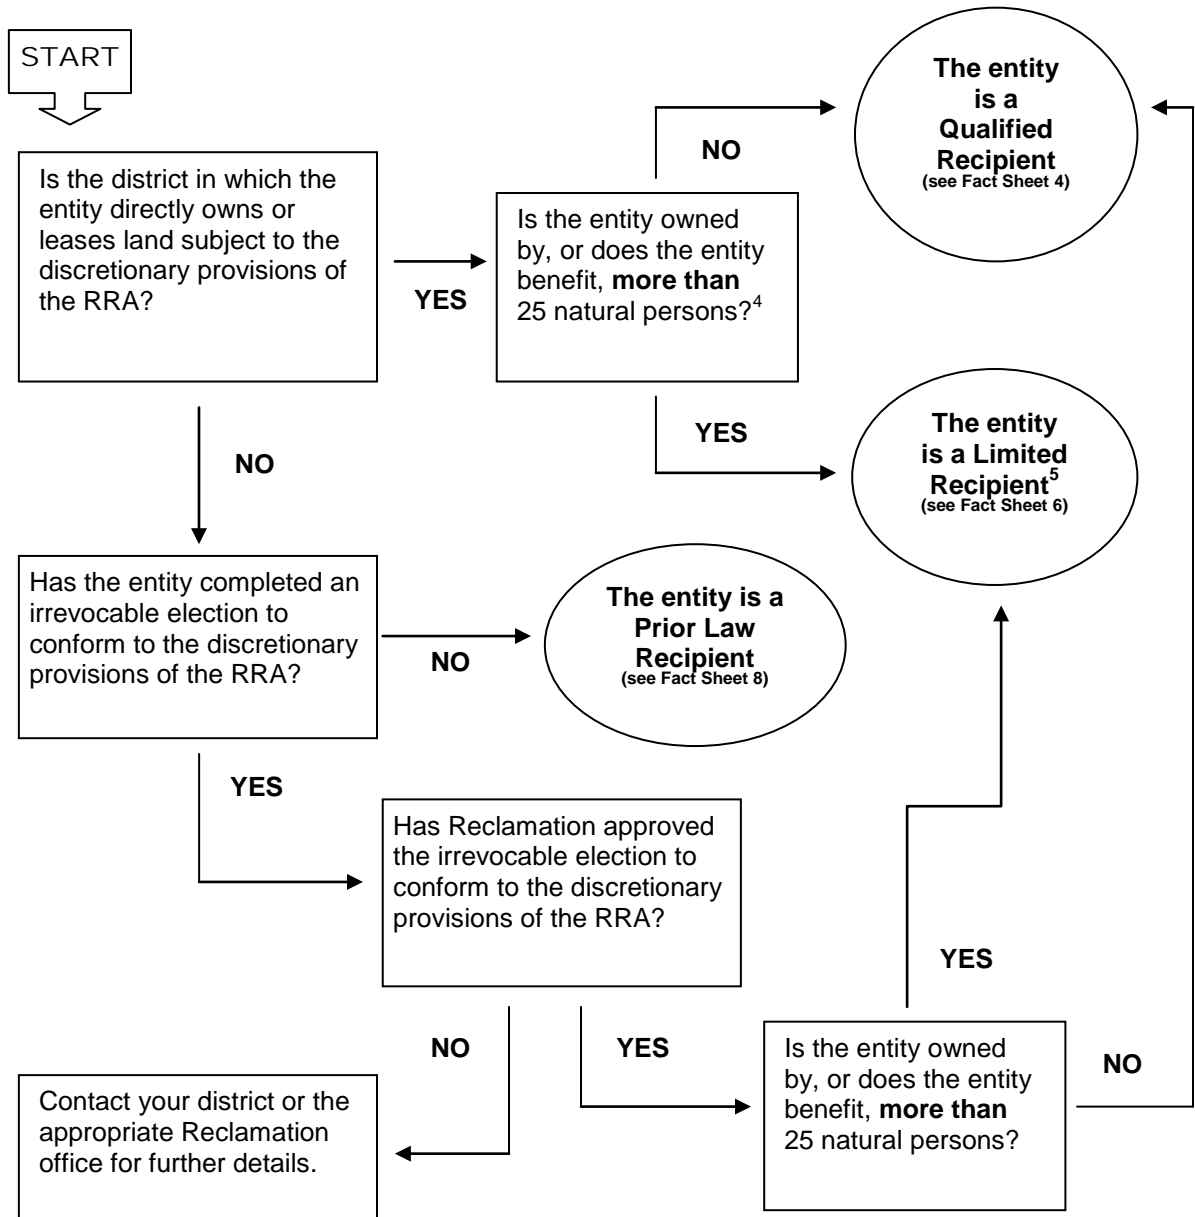 START
Is the district in which the
entity directly owns or
leases land subject to the
discretionary provisions of
the RRA?
YES
Is the entity owned
by, or does the entity
benefit, more than
25 natural persons?4
NO
The entity
is a
Qualified
Recipient
(see Fact Sheet 4)
YES
The entity
is a Limited
Recipient5
(see Fact Sheet 6)
NO
Has the entity completed an
irrevocable election to
conform to the discretionary
provisions of the RRA?
NO
The entity is a
Prior Law
Recipient
(see Fact Sheet 8)
YES
Has Reclamation approved
the irrevocable election to
conform to the discretionary
provisions of the RRA?
NO
Contact your district or the
appropriate Reclamation
office for further details.
YES
Is the entity owned
by, or does the entity
benefit, more than
25 natural persons?
YES
NO